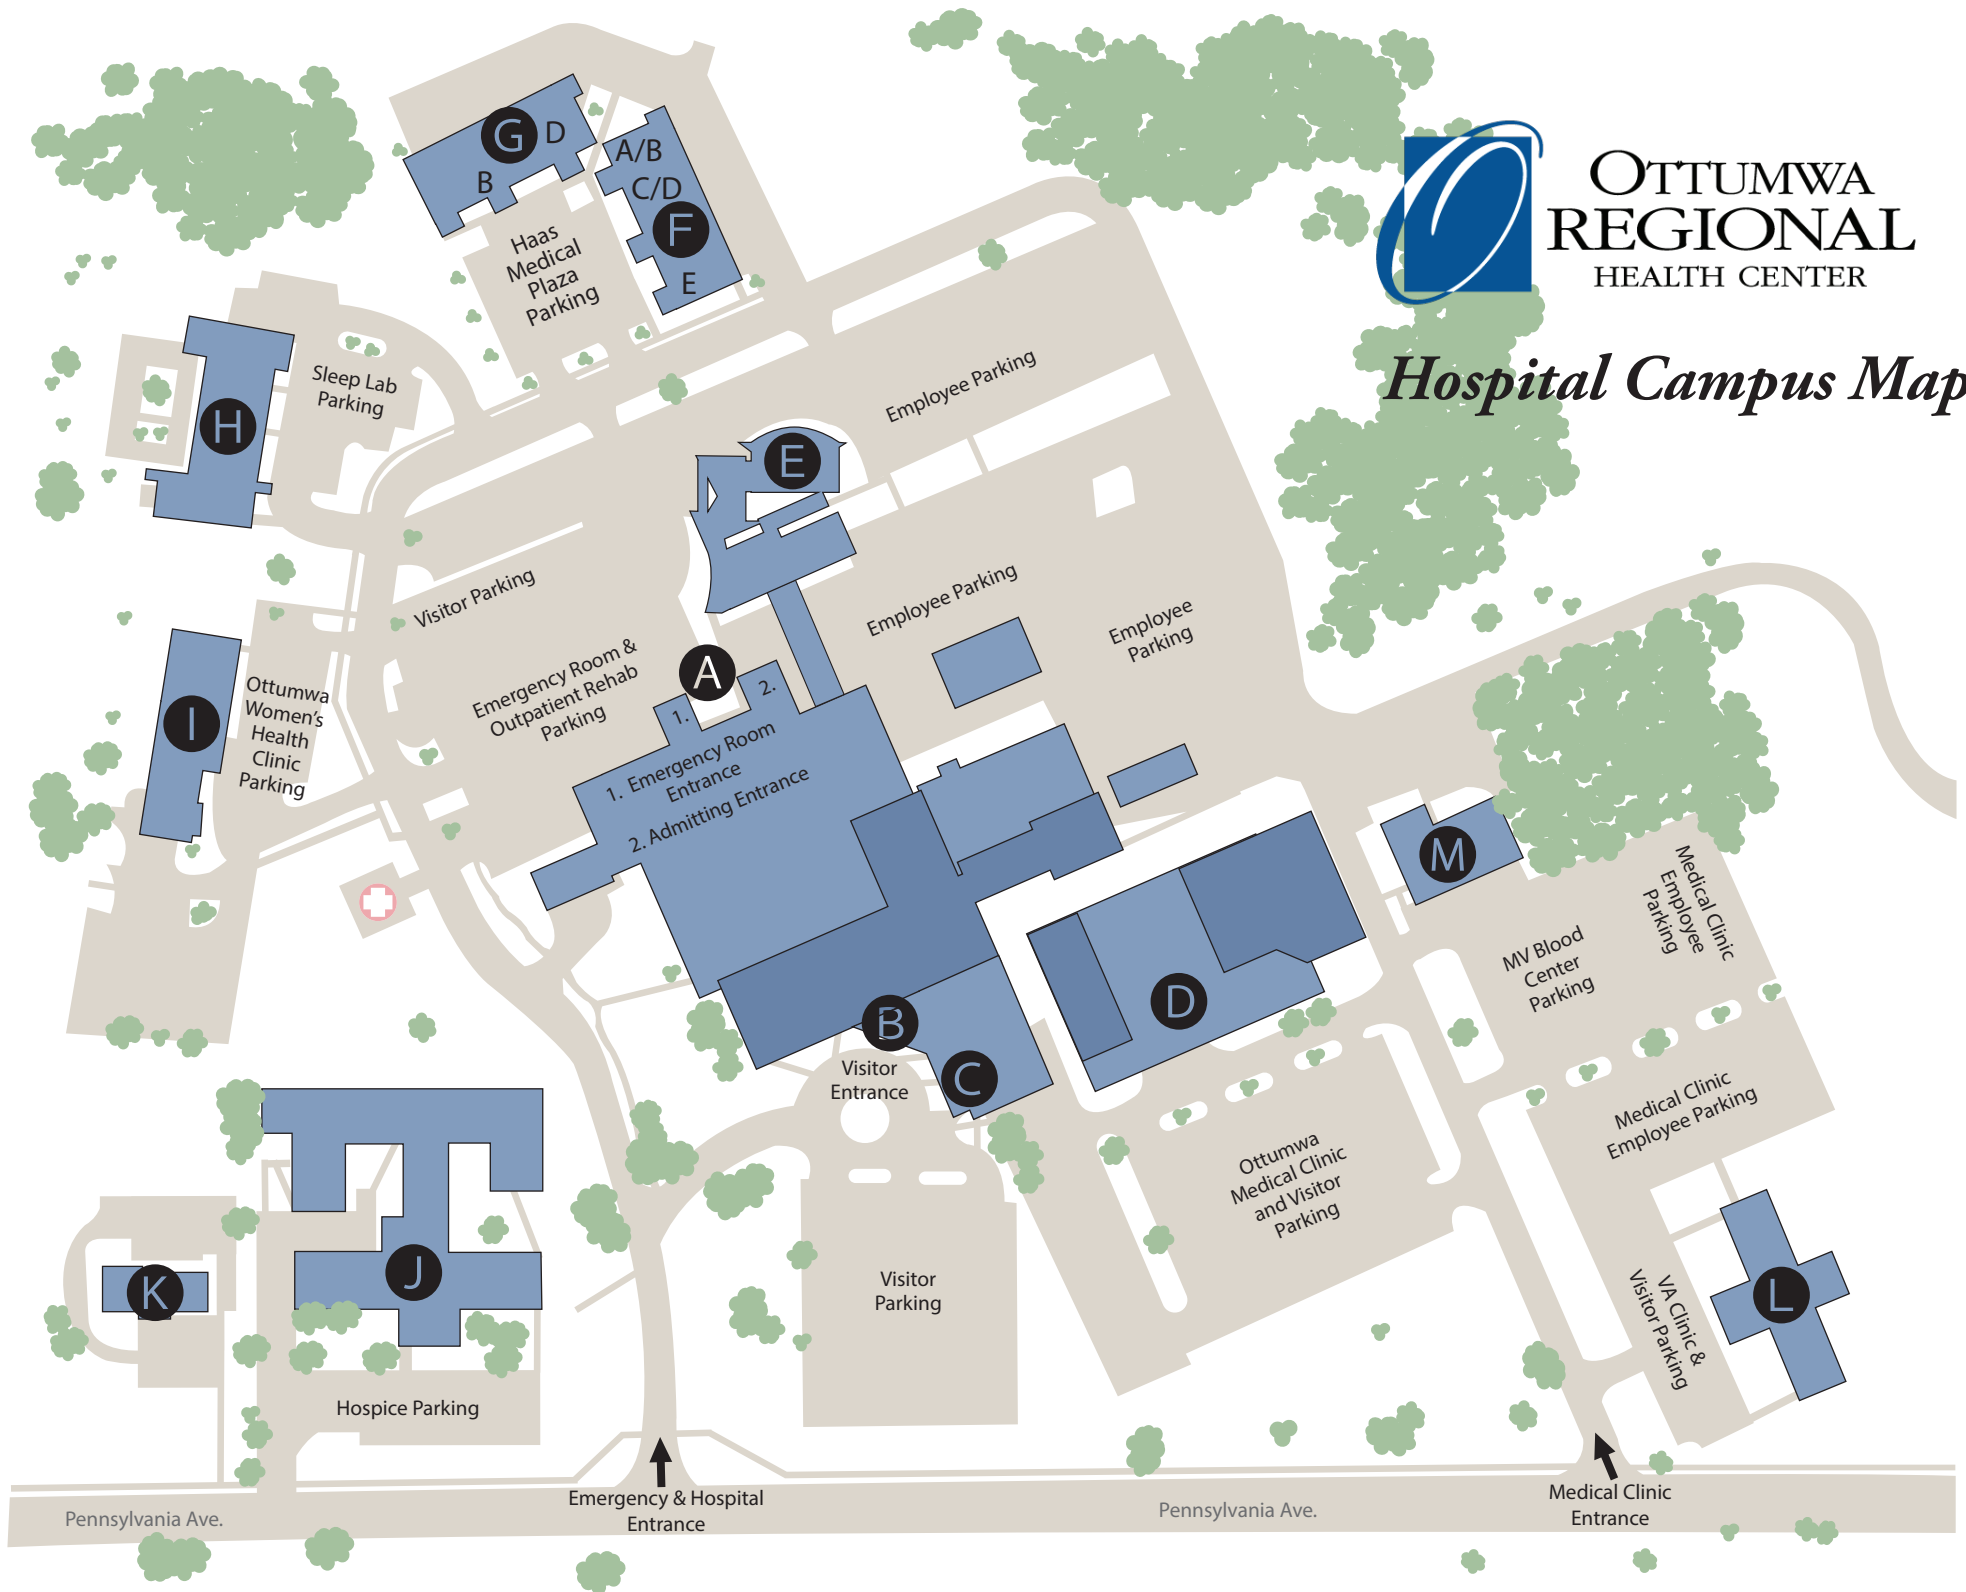 OTTUMWA
REGIONAL
HEALTH CENTER
Hospital Campus Map
G
D
B
A/B
C/D
F
E
Haas
Medical
Plaza
Parking
H
Sleep Lab
Parking
Employee Parking
E
Visitor Parking
Employee Parking
Employee
Parking
A
Emergency Room &
Outpatient Rehab
Parking
1.
2.
1. Emergency Room
Entrance
2. Admitting Entrance
I
Ottumwa
Women's
Health
Clinic
Parking
M
MV Blood
Center
Parking
Medical Clinic
Employee
Parking
D
B
C
Visitor
Entrance
Ottumwa
Medical Clinic
and Visitor
Parking
Medical Clinic
Employee Parking
J
K
L
Visitor
Parking
VA Clinic &
Visitor Parking
Hospice Parking
Emergency & Hospital
Entrance
Medical Clinic
Entrance
Pennsylvania Ave.
Pennsylvania Ave.